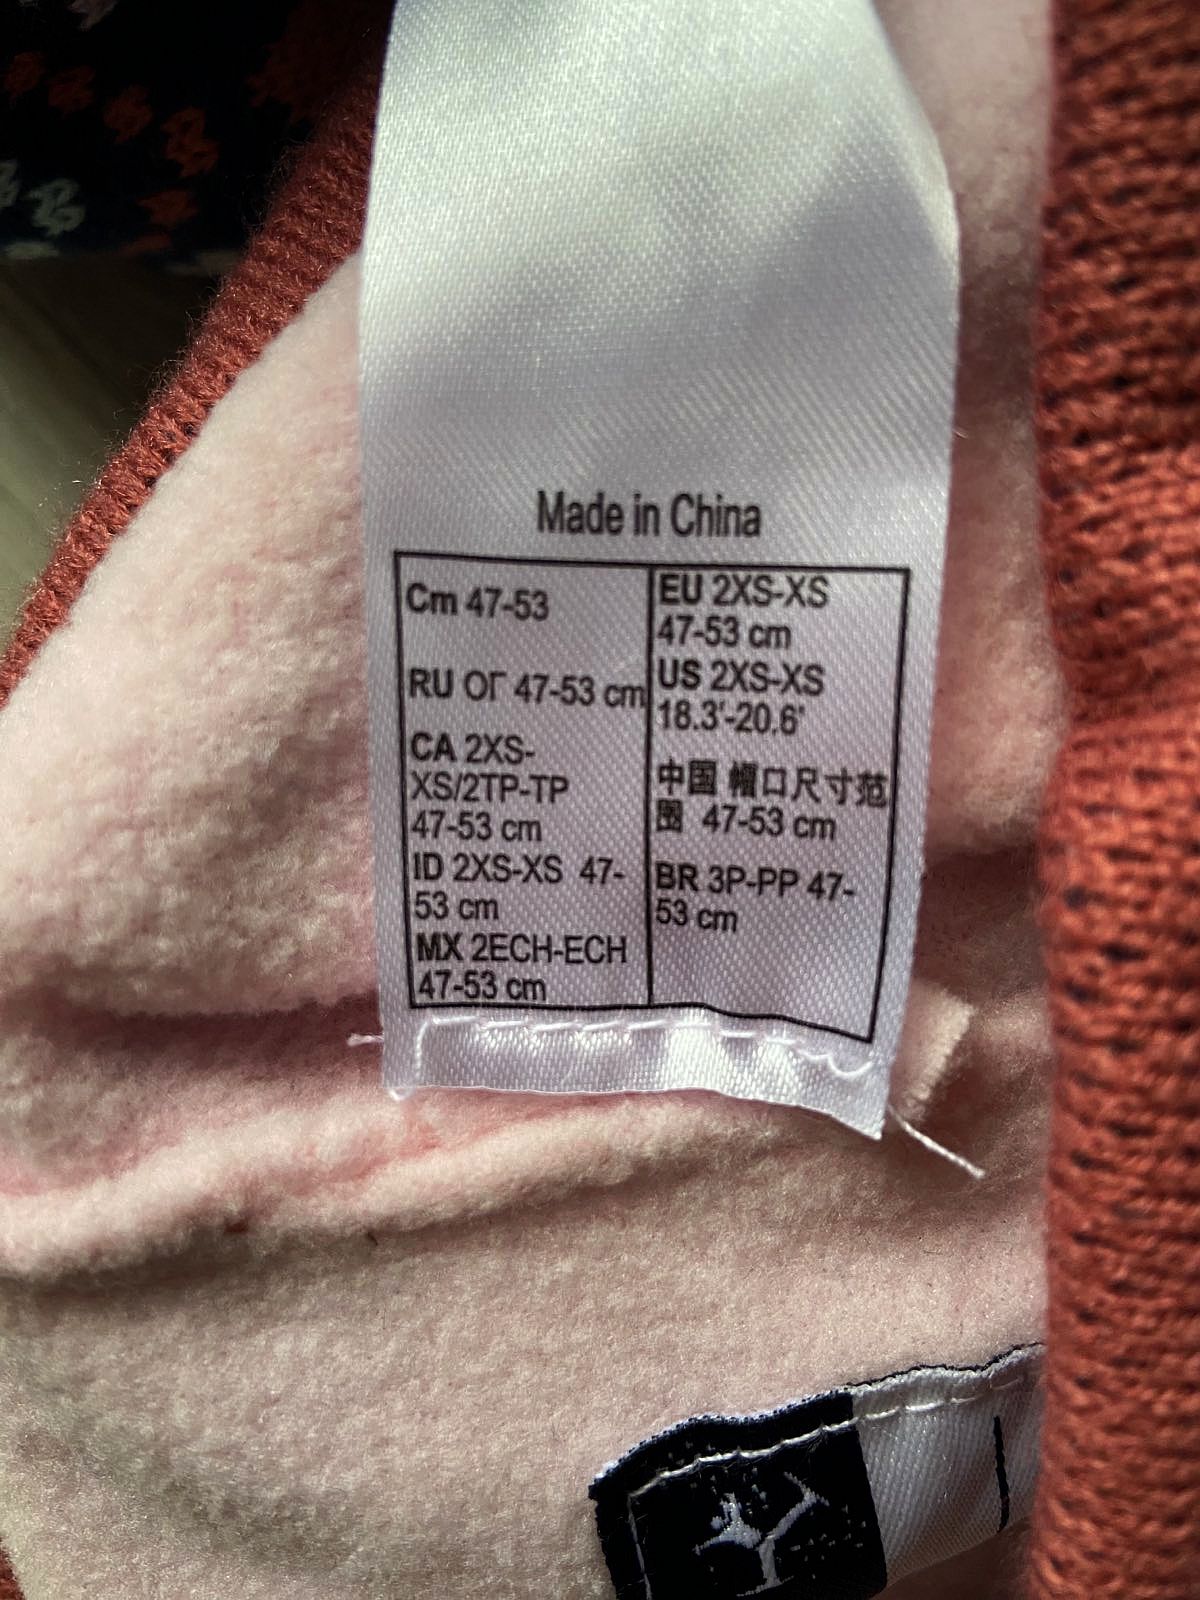 Made in China
Cm 47-53
RU ОГ 47-53 cm
CA 2XS-
XS/2TP-TP
47-53 cm
ID 2XS-XS 47-
53 cm
MX 2ECH-ECH
47-53 cm
EU 2XS-XS
47-53 cm
US 2XS-XS
18.3'-20.6'
中国 帽口尺寸范
围 47-53 cm
BR 3P-PP 47-
53 cm